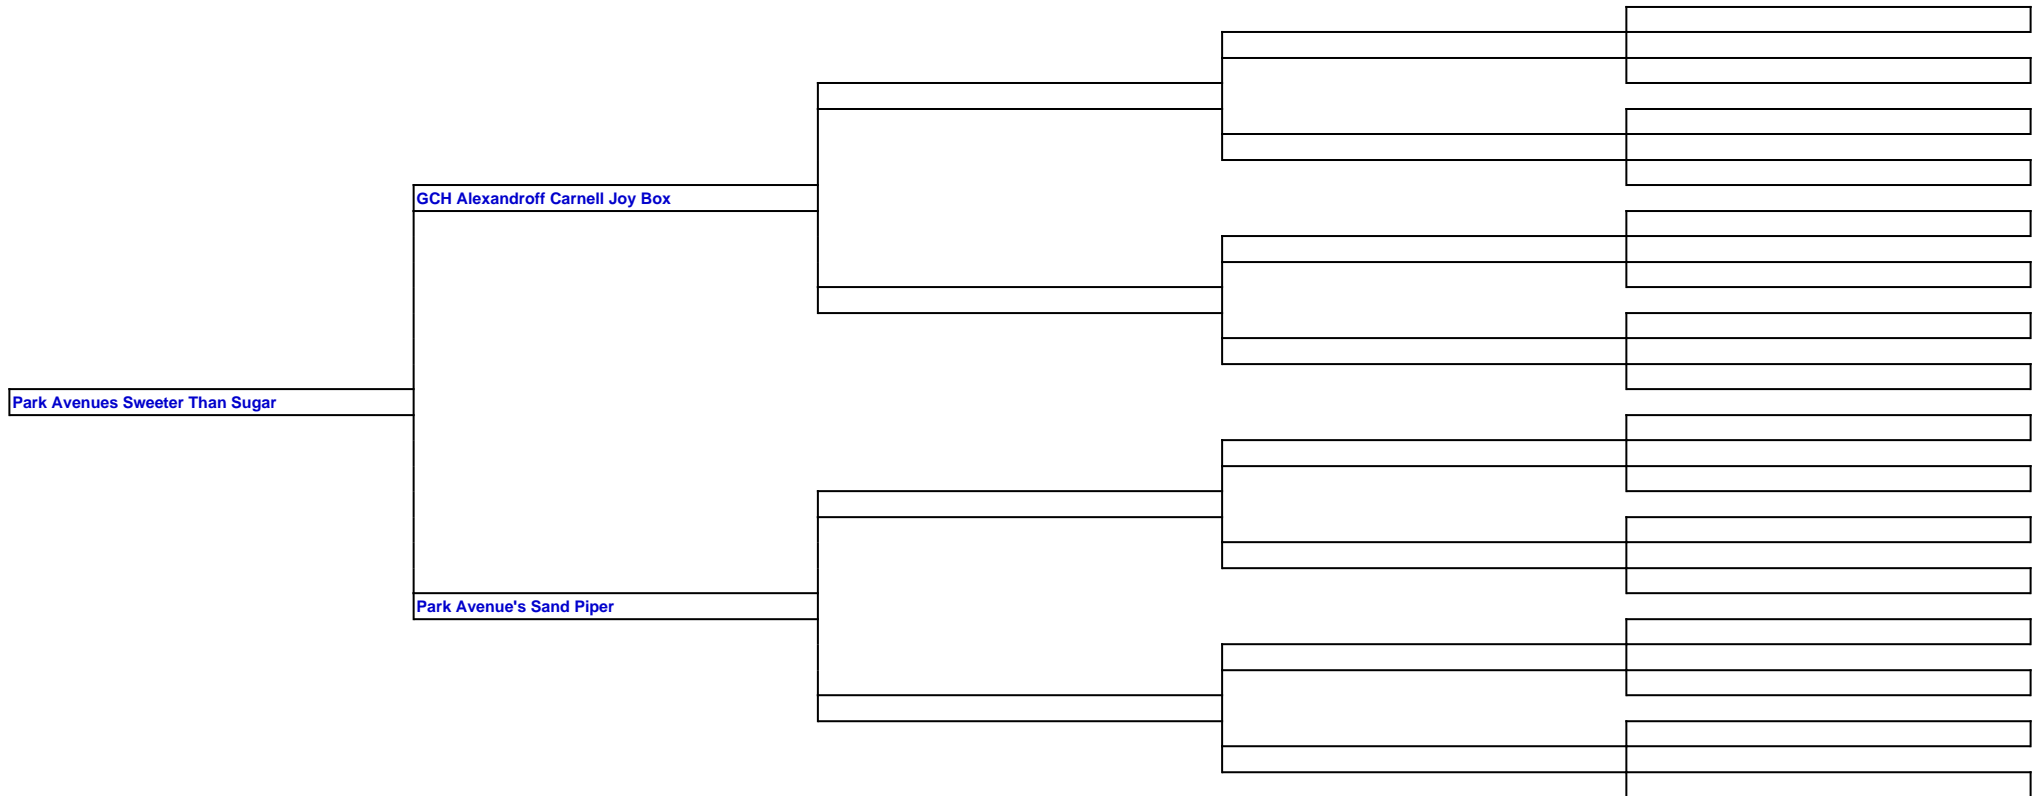 GCH Alexandroff Carnell Joy Box
Park Avenues Sweeter Than Sugar
Park Avenue's Sand Piper